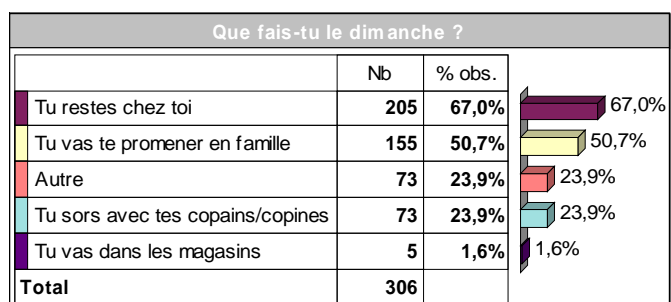 Que fais-tu le dimanche ?
Nb % obs.
Tu restes chez toi 205 67,0% 67,0%
Tu vas te promener en famille 155 50,7% 50,7%
Autre 73 23,9% 23,9%
Tu sors avec tes copains/copines 73 23,9% 23,9%
Tu vas dans les magasins 5 1,6% 1,6%
Total 306